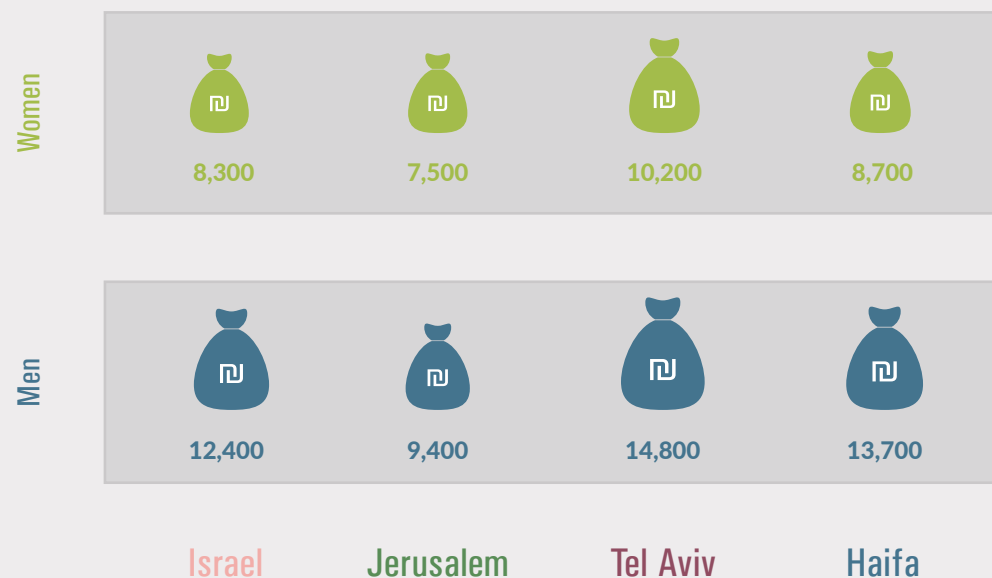 Women
₪ ₪ ₪ ₪
8,300 7,500 10,200 8,700
Men
₪ ₪ ₪ ₪
12,400 9,400 14,800 13,700
Israel Jerusalem Tel Aviv Haifa